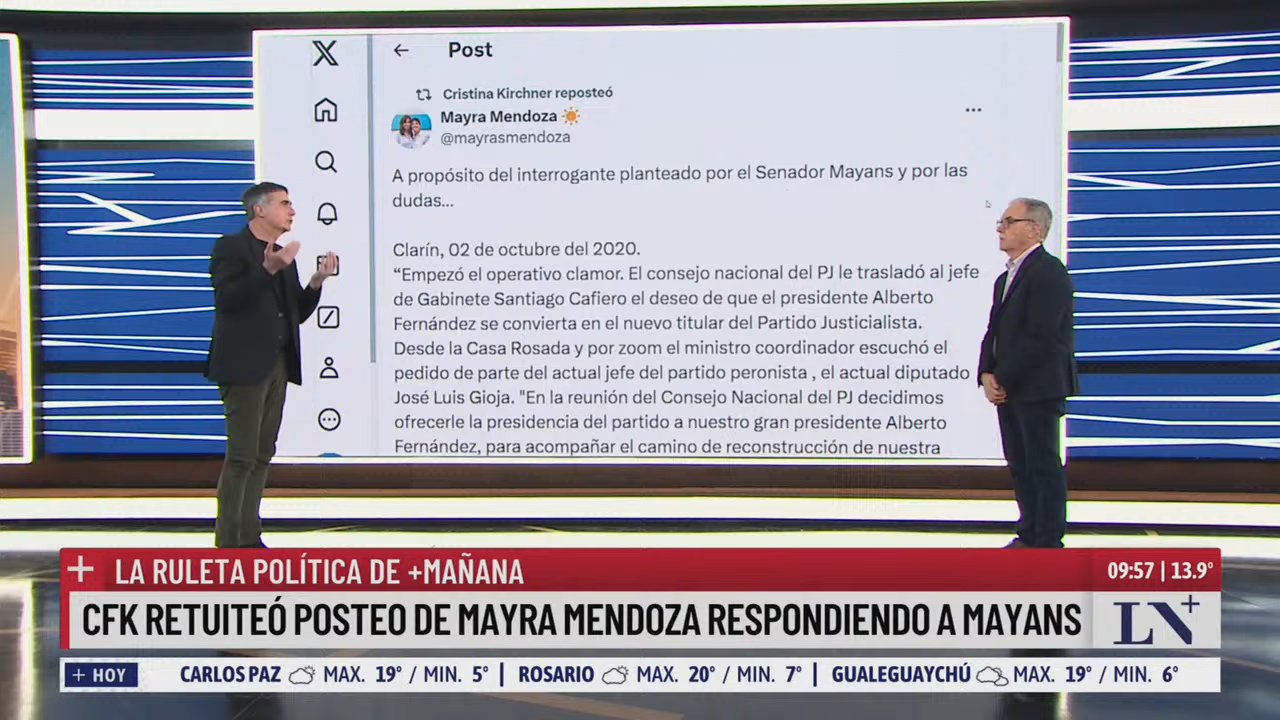 X
Post
Cristina Kirchner reposteó
Mayra Mendoza
@mayrasmendoza
A propósito del interrogante planteado por el Senador Mayans y por las
dudas...
Clarín, 02 de octubre del 2020.
“Empezó el operativo clamor. El consejo nacional del PJ le trasladó al jefe
de Gabinete Santiago Cafiero el deseo de que el presidente Alberto
Fernández se convierta en el nuevo titular del Partido Justicialista.
Desde la Casa Rosada y por zoom el ministro coordinador escuchó el
pedido de parte del actual jefe del partido peronista , el actual diputado
José Luis Gioja. "En la reunión del Consejo Nacional del PJ decidimos
ofrecerle la presidencia del partido a nuestro gran presidente Alberto
Fernández, para acompañar el camino de reconstrucción de nuestra
+ LA RULETA POLÍTICA DE +MAÑANA
09:57 | 13.9°
CFK RETUITEÓ POSTEO DE MAYRA MENDOZA RESPONDIENDO A MAYANS
LN+
+ HOY CARLOS PAZ MAX. 19° / MIN. 5° | ROSARIO MAX. 20° / MIN. 7° | GUALEGUAYCHÚ MAX. 19° / MIN. 6°